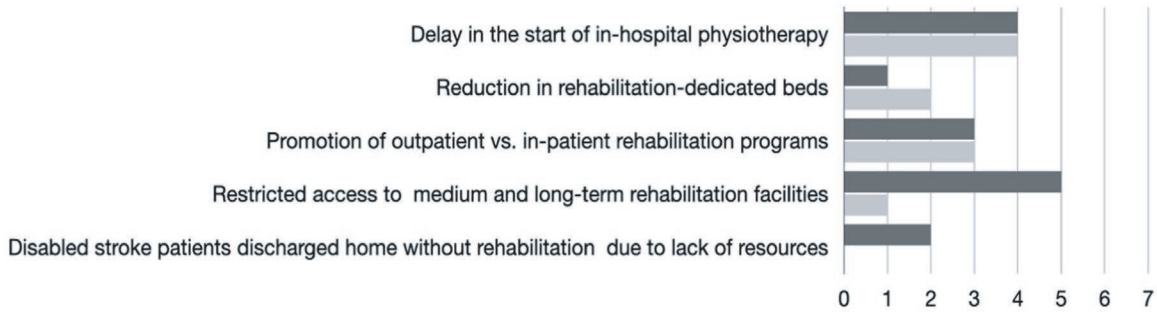 Delay in the start of in-hospital physiotherapy
Reduction in rehabilitation-dedicated beds
Promotion of outpatient vs. in-patient rehabilitation programs
Restricted access to medium and long-term rehabilitation facilities
Disabled stroke patients discharged home without rehabilitation due to lack of resources
0 1 2 3 4 5 6 7